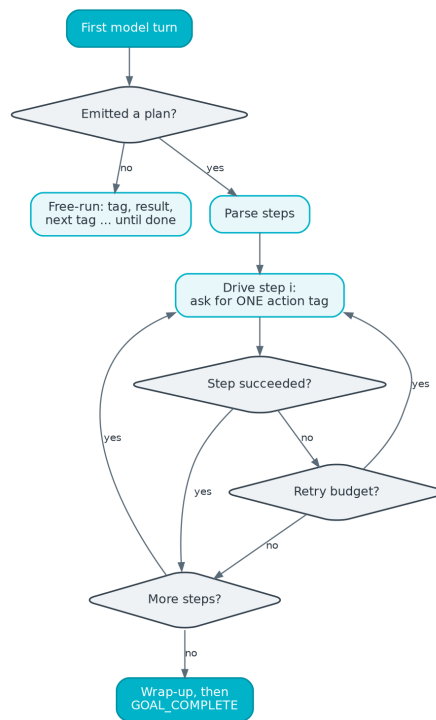 First model turn
Emitted a plan?
no
yes
Free-run: tag, result,
next tag ... until done
Parse steps
Drive step i:
ask for ONE action tag
Step succeeded?
yes
yes
no
yes
Retry budget?
no
More steps?
no
Wrap-up, then
GOAL_COMPLETE